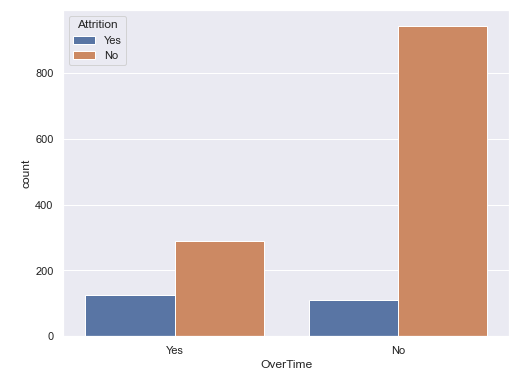 Attrition
Yes
No
800
600
400
200
0
count
Yes No
OverTime